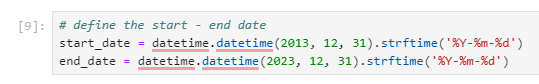 [9]: # define the start - end date
start_date = datetime.datetime(2013, 12, 31).strftime('%Y-%m-%d')
end_date = datetime.datetime(2023, 12, 31).strftime('%Y-%m-%d')